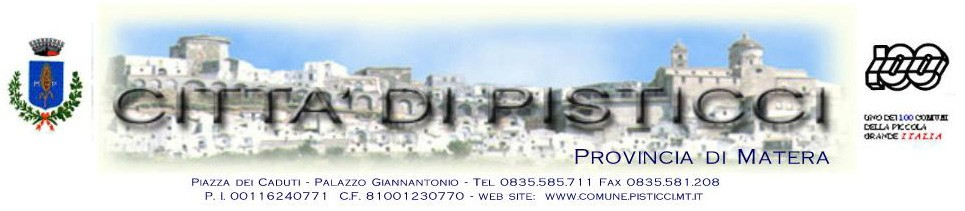 CITTA' DI PISTICCI
100
UNO DEI 100 COMUNI
DELLA PICCOLA
GRANDE ITALIA
PROVINCIA DI MATERA
PIAZZA DEI CADUTI - PALAZZO GIANNANTONIO - TEL 0835.585.711 FAX 0835.581.208
P. I. 00116240771 C.F. 81001230770 - WEB SITE: WWW.COMUNE.PISTICCI.MT.IT